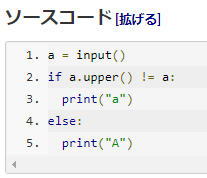 ソースコード [拡げる]
1. a = input()
2. if a.upper() != a:
3.   print("a")
4. else:
5.   print("A")